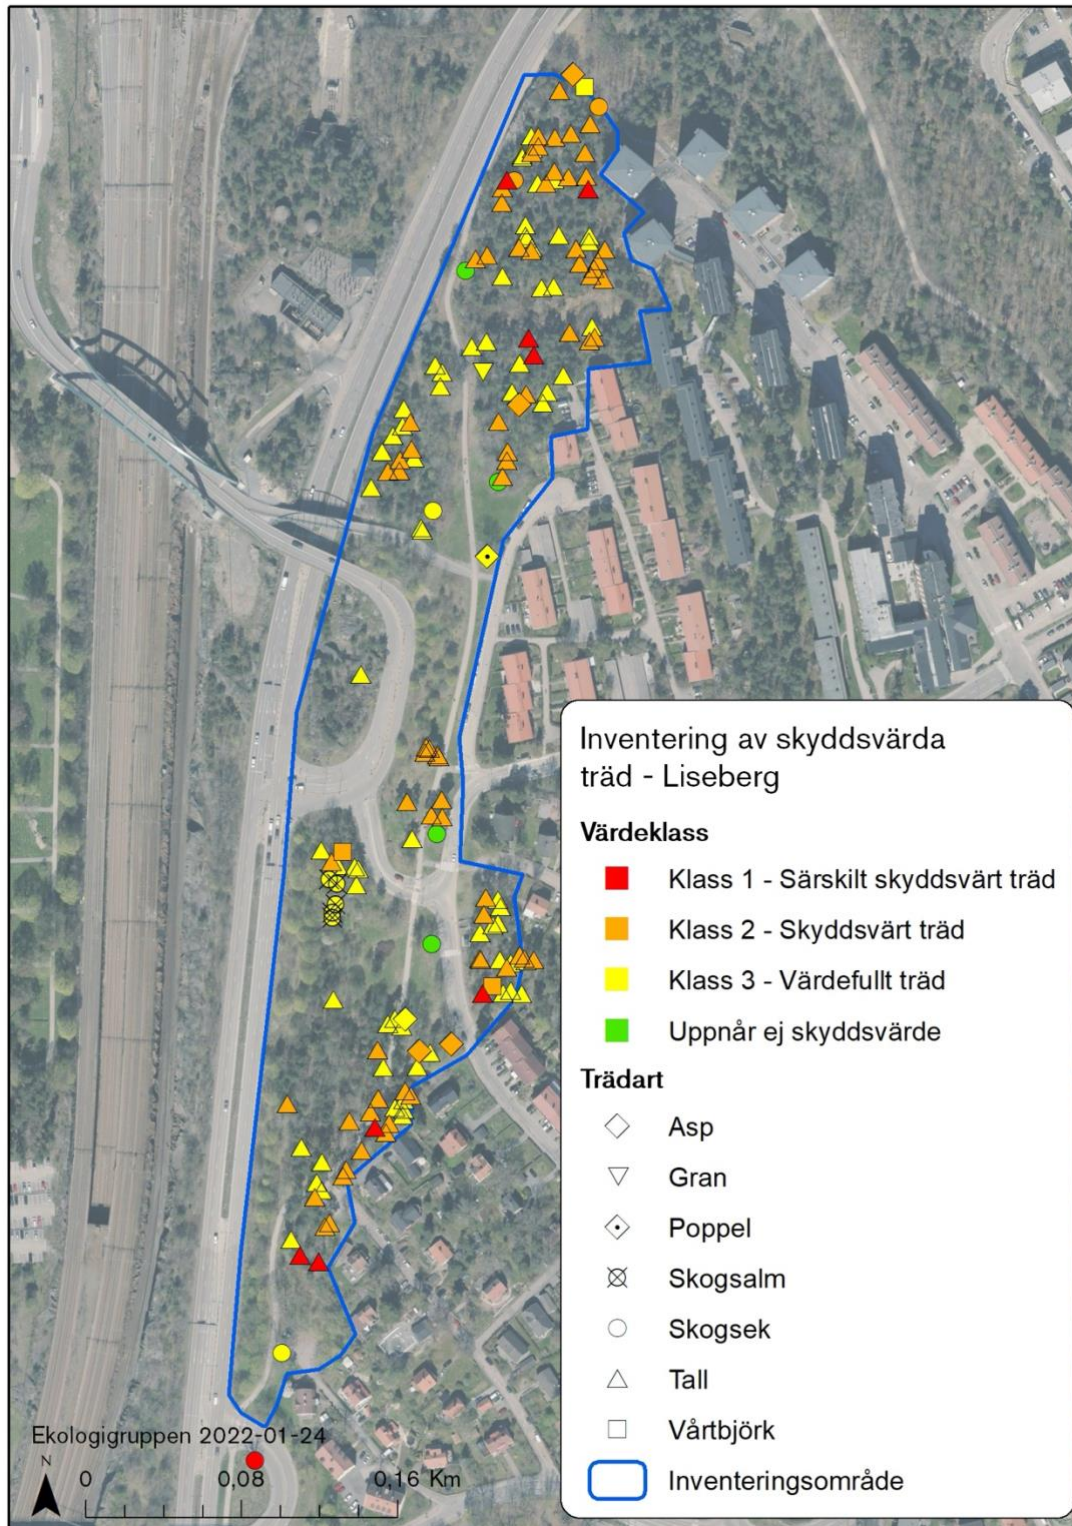 Inventering av skyddsvärda
träd - Liseberg
Värdeklass
Klass 1 - Särskilt skyddsvärt träd
Klass 2 - Skyddsvärt träd
Klass 3 - Värdefullt träd
Uppnår ej skyddsvärde
Trädart
Asp
Gran
Poppel
Skogsalm
Skogsek
Tall
Vårtbjörk
Inventeringsområde
Ekologigruppen 2022-01-24
N
0 0,08 0,16 Km